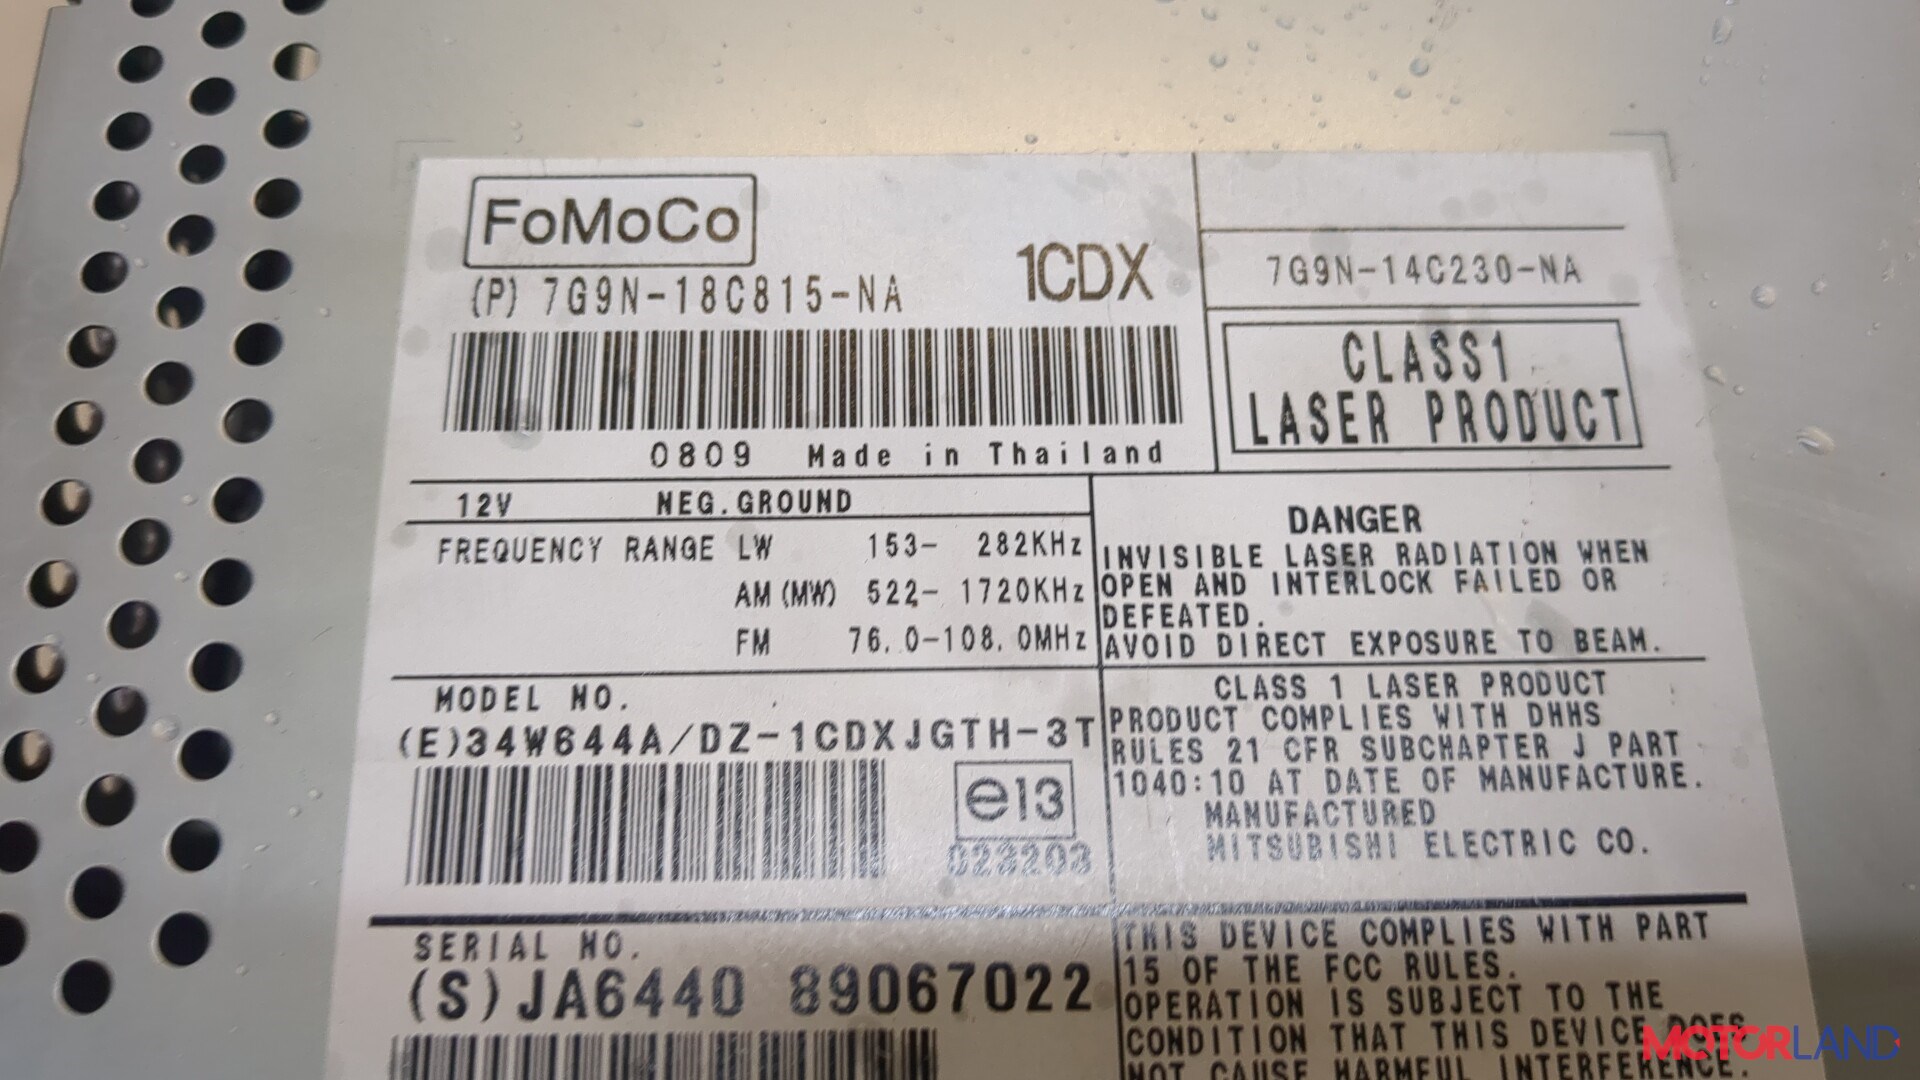 FoMoCo
(P) 7G9N-18C815-NA
1CDX
0809 Made in Thailand
7G9N-14C230-NA
CLASS1
LASER PRODUCT
12V NEG.GROUND
FREQUENCY RANGE LW 153- 282KHz
AM(MW) 522- 1720KHz
FM 76.0-108.0MHz
DANGER
INVISIBLE LASER RADIATION WHEN
OPEN AND INTERLOCK FAILED OR
DEFEATED.
AVOID DIRECT EXPOSURE TO BEAM.
MODEL NO.
(E)34W644A/DZ-1CDXJGTH-3T
e13
023203
CLASS 1 LASER PRODUCT
PRODUCT COMPLIES WITH DHHS
RULES 21 CFR SUBCHAPTER J PART
1040:10 AT DATE OF MANUFACTURE.
MANUFACTURED
MITSUBISHI ELECTRIC CO.
SERIAL NO.
(S)JA6440 89067022
THIS DEVICE COMPLIES WITH PART
15 OF THE FCC RULES.
OPERATION IS SUBJECT TO THE
CONDITION THAT THIS DEVICE DOES
NOT CAUSE HARMFUL INTERFERENCE.
MOTORLAND